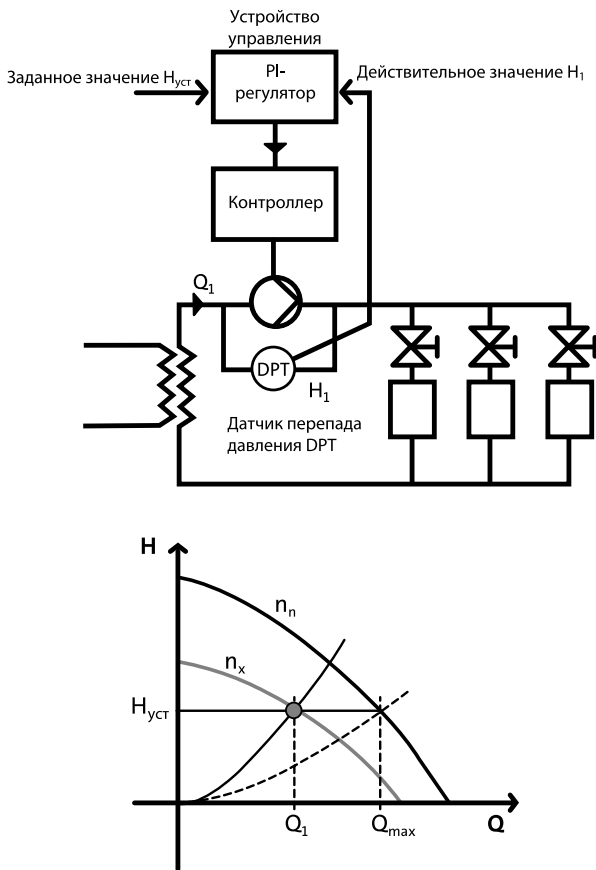 Устройство
управления
Заданное значение Hуст
PI-
регулятор
Действительное значение H1
Контроллер
Q1
DPT
H1
Датчик перепада
давления DPT
H
nn
nx
Hуст
Q1
Qmax
Q